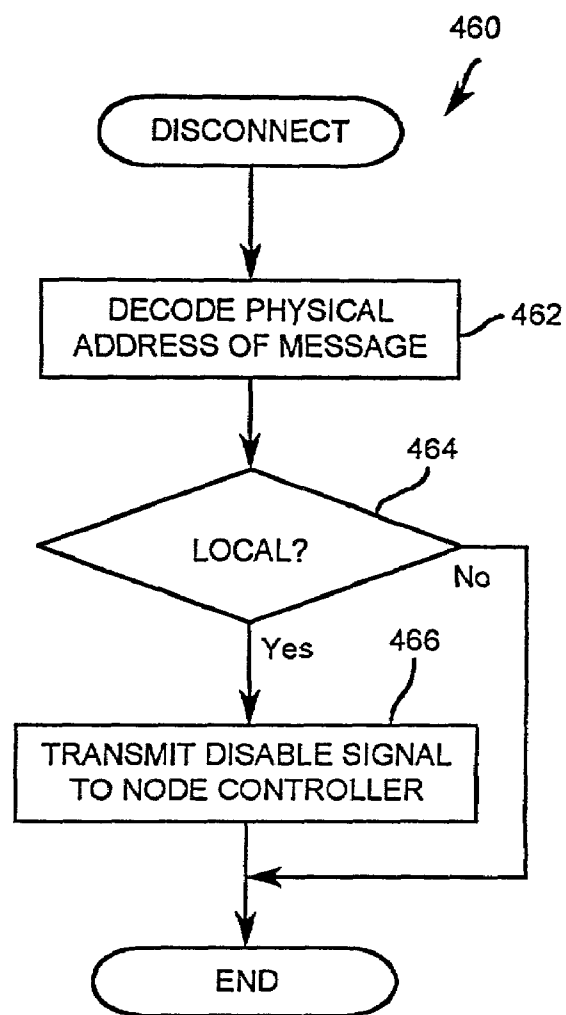 460
DISCONNECT
DECODE PHYSICAL
ADDRESS OF MESSAGE
462
464
LOCAL?
No
Yes
466
TRANSMIT DISABLE SIGNAL
TO NODE CONTROLLER
END